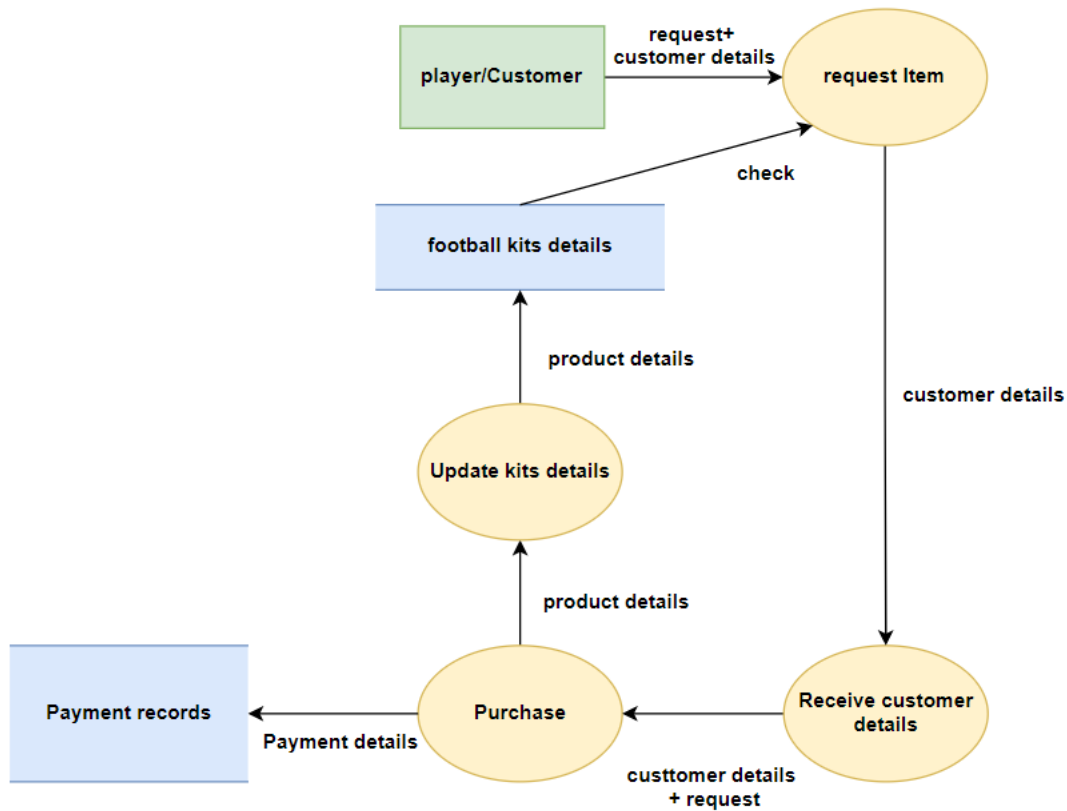 request+
customer details
player/Customer
request Item
check
football kits details
product details
customer details
Update kits details
product details
Payment records
Payment details
Purchase
Receive customer
details
custtomer details
+ request